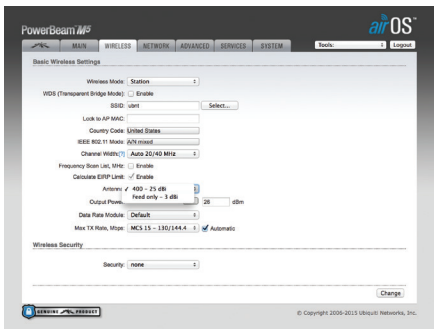 PowerBeam M5
airOS
MAIN WIRELESS NETWORK ADVANCED SERVICES SYSTEM Tools: Logout
Basic Wireless Settings
Wireless Mode: Station
WDS (Transparent Bridge Mode): Enable
SSID: ubnt Select...
Lock to AP MAC:
Country Code: United States
IEEE 802.11 Mode: A/N mixed
Channel Width:[?] Auto 20/40 MHz
Frequency Scan List, MHz: Enable
Calculate EIRP Limit: Enable
Antenna: 400 - 25 dBi
Feed only - 3 dBi
Output Power: 28 dBm
Data Rate Module: Default
Max TX Rate, Mbps: MCS 15 - 130/144.4 Automatic
Wireless Security
Security: none
Change
GENUINE PRODUCT © Copyright 2006-2015 Ubiquiti Networks, Inc.